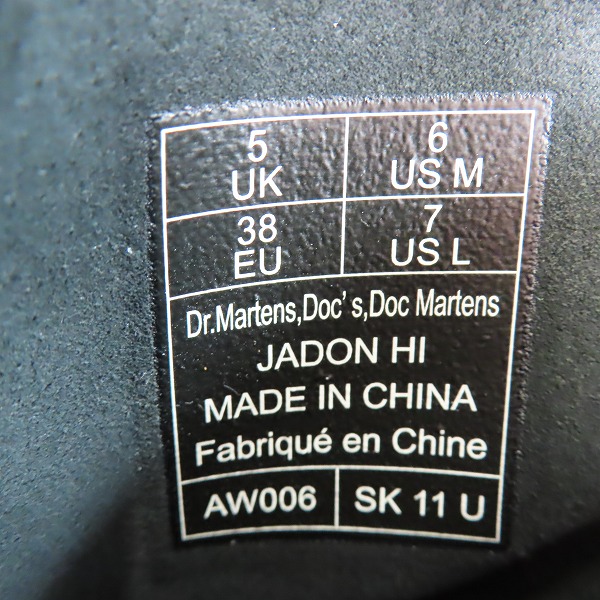 5 6
UK US M
38 7
EU US L
Dr.Martens,Doc's,Doc Martens
JADON HI
MADE IN CHINA
Fabriqué en Chine
AW006 SK 11 U